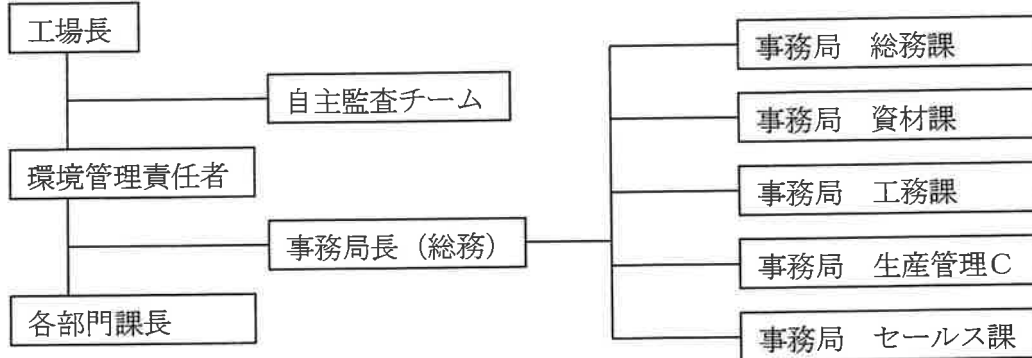 工場長
自主監査チーム
環境管理責任者
事務局長（総務）
各部門課長
事務局　総務課
事務局　資材課
事務局　工務課
事務局　生産管理C
事務局　セールス課